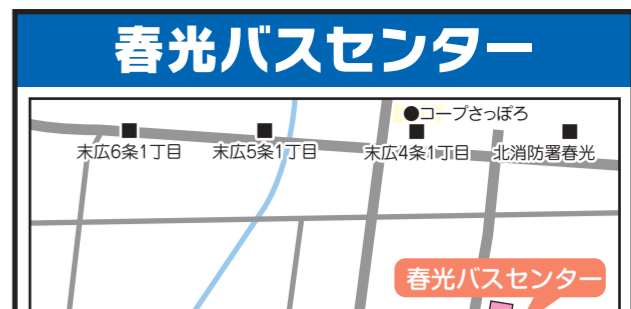 春光バスセンター
●コープさっぽろ
末広6条1丁目
末広5条1丁目
末広4条1丁目
北消防署春光
春光バスセンター